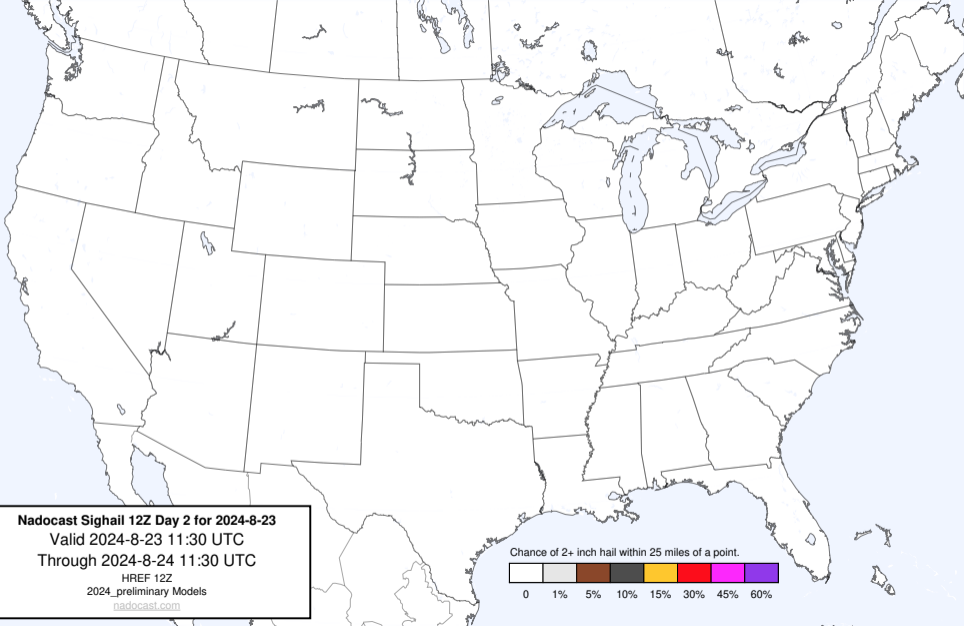 Nadocast Sighail 12Z Day 2 for 2024-8-23
Valid 2024-8-23 11:30 UTC
Through 2024-8-24 11:30 UTC
HREF 12Z
2024_preliminary Models
nadocast.com
Chance of 2+ inch hail within 25 miles of a point.
0 1% 5% 10% 15% 30% 45% 60%